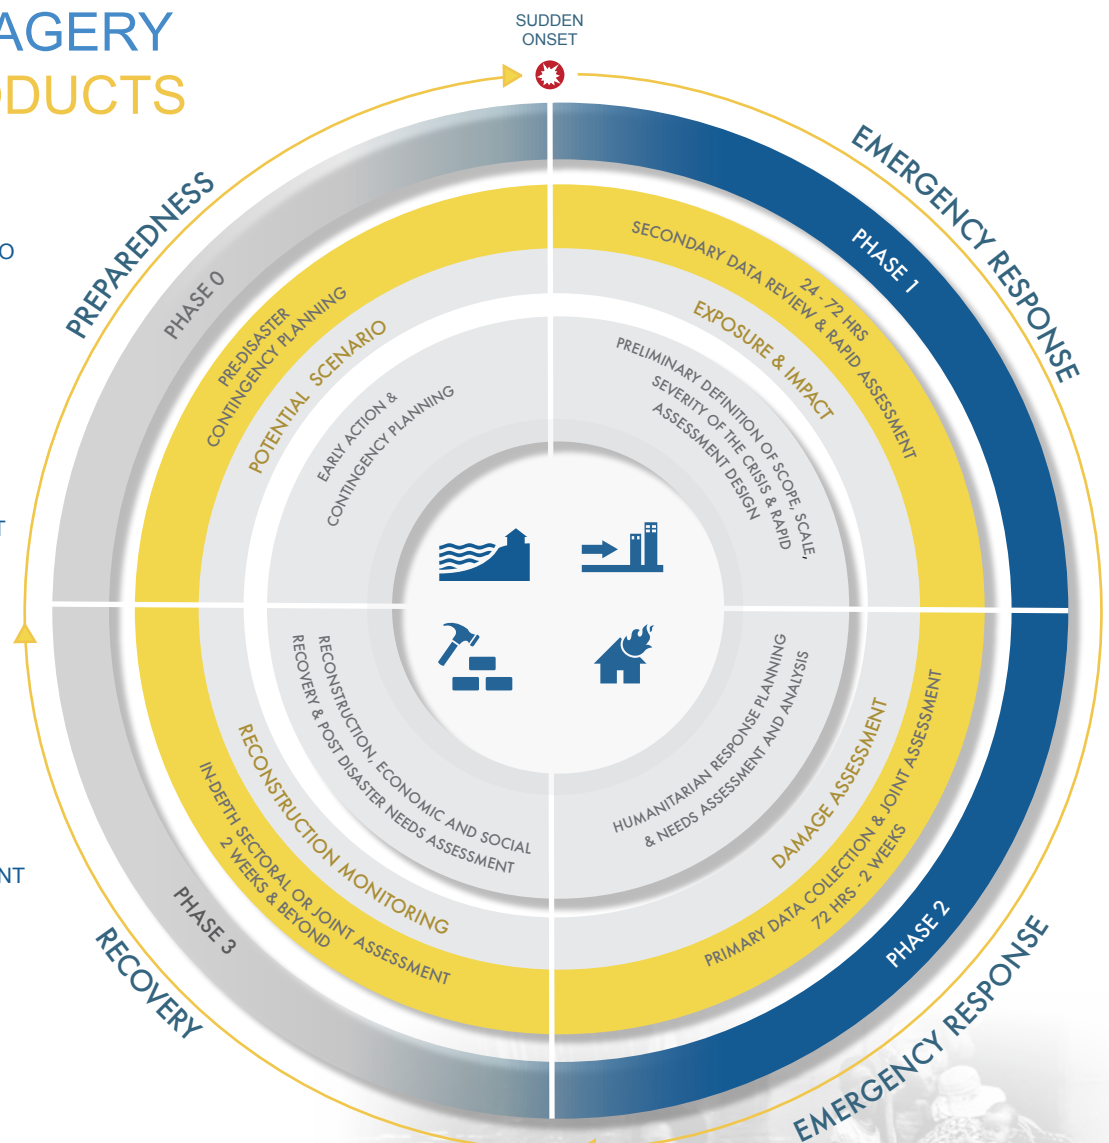 AGERY
ODUCTS
SUDDEN
ONSET
PREPAREDNESS
EMERGENCY RESPONSE
PHASE 0
PHASE 1
PRE-DISASTER
CONTINGENCY PLANNING
POTENTIAL SCENARIO
EARLY ACTION &
CONTINGENCY PLANNING
24 - 72 HRS
SECONDARY DATA REVIEW & RAPID ASSESSMENT
EXPOSURE & IMPACT
PRELIMINARY DEFINITION OF SCOPE, SCALE,
SEVERITY OF THE CRISIS & RAPID
ASSESSMENT DESIGN
O
T
NT
RECONSTRUCTION, ECONOMIC AND SOCIAL
RECOVERY & POST DISASTER NEEDS ASSESSMENT
RECONSTRUCTION MONITORING
IN-DEPTH SECTORAL OR JOINT ASSESSMENT
2 WEEKS & BEYOND
PHASE 3
RECOVERY
HUMANITARIAN RESPONSE PLANNING
& NEEDS ASSESSMENT AND ANALYSIS
DAMAGE ASSESSMENT
PRIMARY DATA COLLECTION & JOINT ASSESSMENT
72 HRS - 2 WEEKS
PHASE 2
EMERGENCY RESPONSE